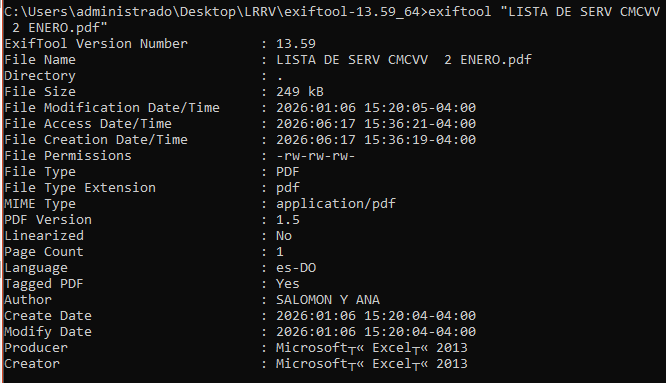 C:\Users\administrado\Desktop\LRRV\exiftool-13.59_64>exiftool "LISTA DE SERV CMCVV
 2 ENERO.pdf"
ExifTool Version Number         : 13.59
File Name                       : LISTA DE SERV CMCVV  2 ENERO.pdf
Directory                       : .
File Size                       : 249 kB
File Modification Date/Time     : 2026:01:06 15:20:05-04:00
File Access Date/Time           : 2026:06:17 15:36:21-04:00
File Creation Date/Time         : 2026:06:17 15:36:19-04:00
File Permissions                : -rw-rw-rw-
File Type                       : PDF
File Type Extension             : pdf
MIME Type                       : application/pdf
PDF Version                     : 1.5
Linearized                      : No
Page Count                      : 1
Language                        : es-DO
Tagged PDF                      : Yes
Author                          : SALOMON Y ANA
Create Date                     : 2026:01:06 15:20:04-04:00
Modify Date                     : 2026:01:06 15:20:04-04:00
Producer                        : Microsoft┬« Excel┬« 2013
Creator                         : Microsoft┬« Excel┬« 2013